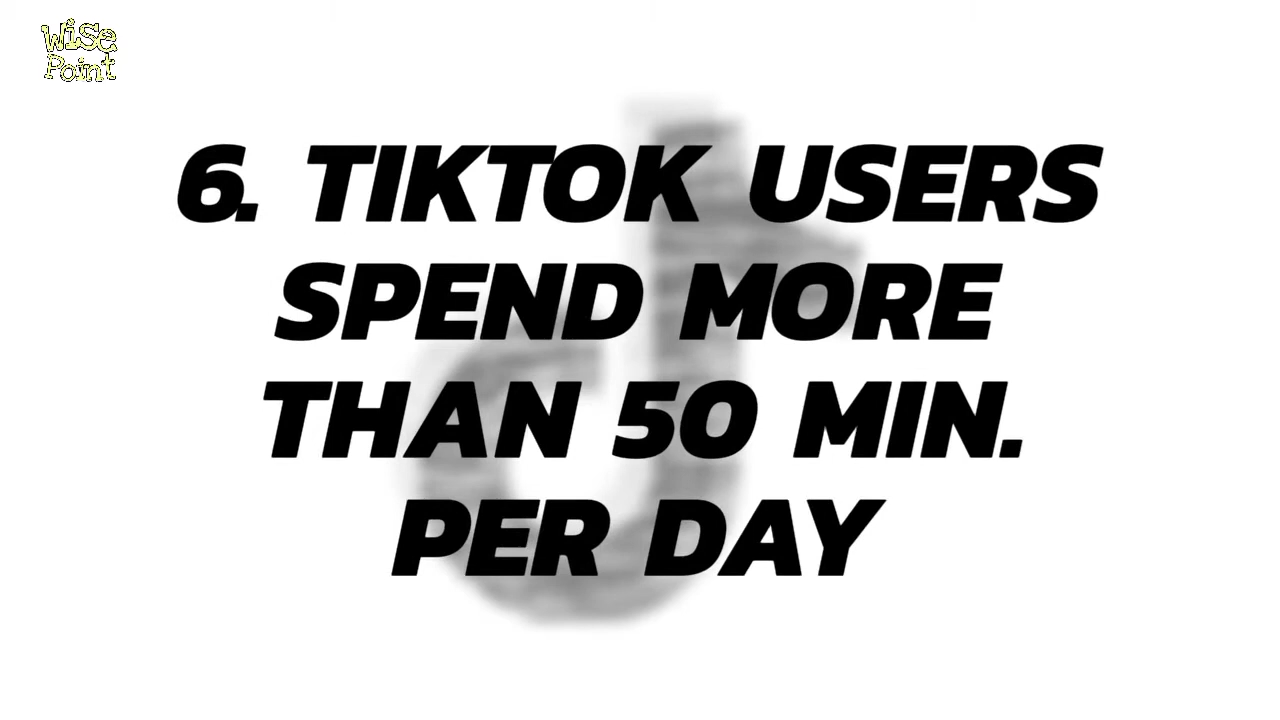 Wise
Point
6. TIKTOK USERS
SPEND MORE
THAN 50 MIN.
PER DAY